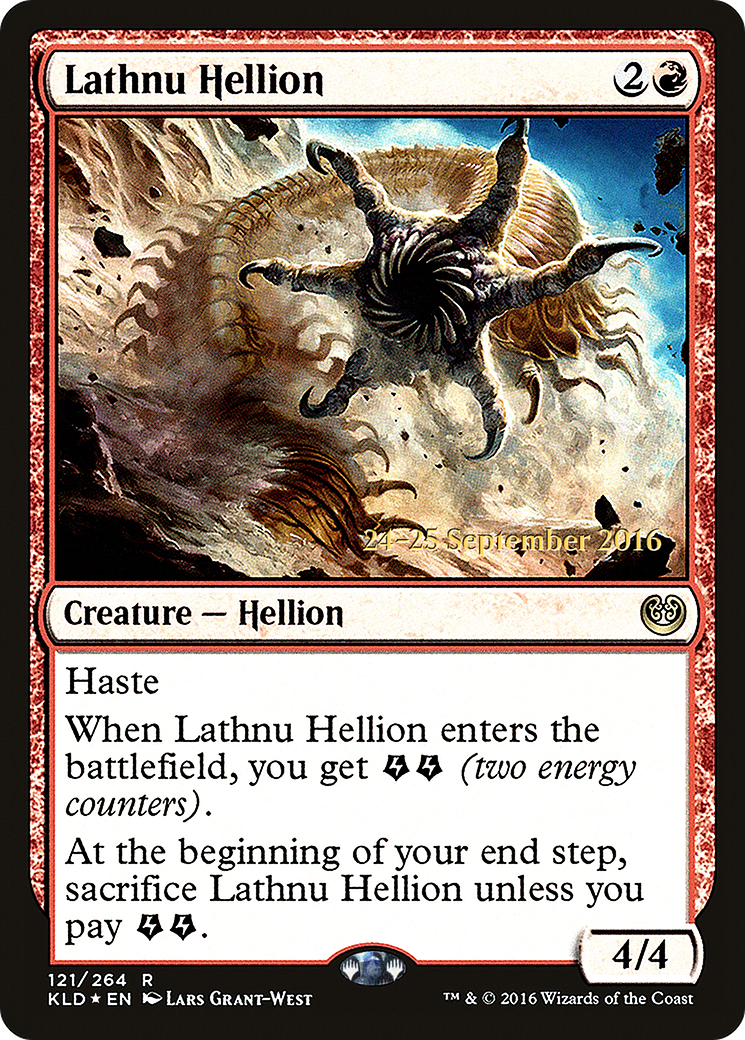 Lathnu Hellion 2
24–25 September 2016
Creature — Hellion
Haste
When Lathnu Hellion enters the
battlefield, you get (two energy
counters).
At the beginning of your end step,
sacrifice Lathnu Hellion unless you
pay .
4/4
121/264 R
KLD ★ EN Lars Grant-West
™ & © 2016 Wizards of the Coast